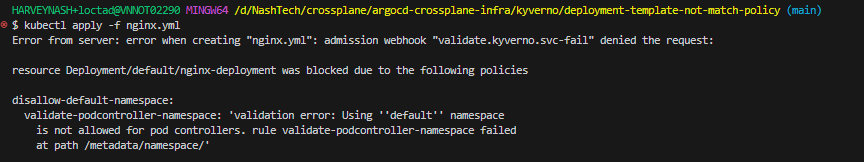 HARVEYNASH+loctad@VNNOT02290 MINGW64 /d/NashTech/crossplane/argocd-crossplane-infra/kyverno/deployment-template-not-match-policy (main)
$ kubectl apply -f nginx.yml
Error from server: error when creating "nginx.yml": admission webhook "validate.kyverno.svc-fail" denied the request:
resource Deployment/default/nginx-deployment was blocked due to the following policies
disallow-default-namespace:
validate-podcontroller-namespace: 'validation error: Using ''default'' namespace
is not allowed for pod controllers. rule validate-podcontroller-namespace failed
at path /metadata/namespace/'